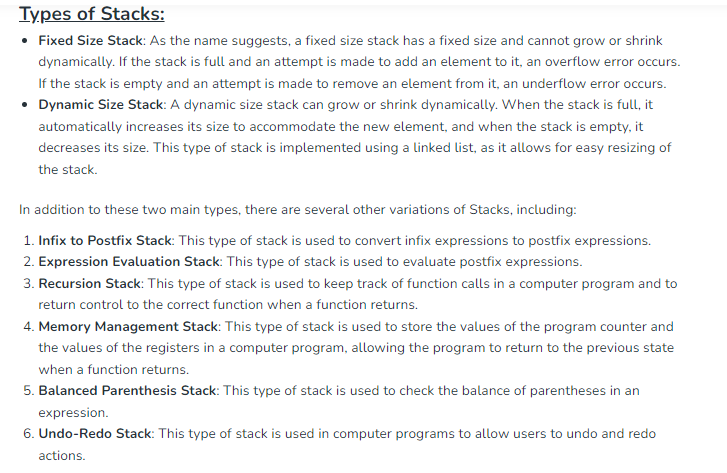 Types of Stacks:
• Fixed Size Stack: As the name suggests, a fixed size stack has a fixed size and cannot grow or shrink
dynamically. If the stack is full and an attempt is made to add an element to it, an overflow error occurs.
If the stack is empty and an attempt is made to remove an element from it, an underflow error occurs.
• Dynamic Size Stack: A dynamic size stack can grow or shrink dynamically. When the stack is full, it
automatically increases its size to accommodate the new element, and when the stack is empty, it
decreases its size. This type of stack is implemented using a linked list, as it allows for easy resizing of
the stack.
In addition to these two main types, there are several other variations of Stacks, including:
1. Infix to Postfix Stack: This type of stack is used to convert infix expressions to postfix expressions.
2. Expression Evaluation Stack: This type of stack is used to evaluate postfix expressions.
3. Recursion Stack: This type of stack is used to keep track of function calls in a computer program and to
return control to the correct function when a function returns.
4. Memory Management Stack: This type of stack is used to store the values of the program counter and
the values of the registers in a computer program, allowing the program to return to the previous state
when a function returns.
5. Balanced Parenthesis Stack: This type of stack is used to check the balance of parentheses in an
expression.
6. Undo-Redo Stack: This type of stack is used in computer programs to allow users to undo and redo
actions.